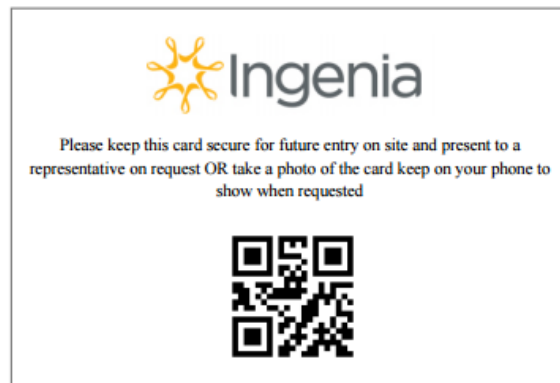 Ingenia
Please keep this card secure for future entry on site and present to a
representative on request OR take a photo of the card keep on your phone to
show when requested